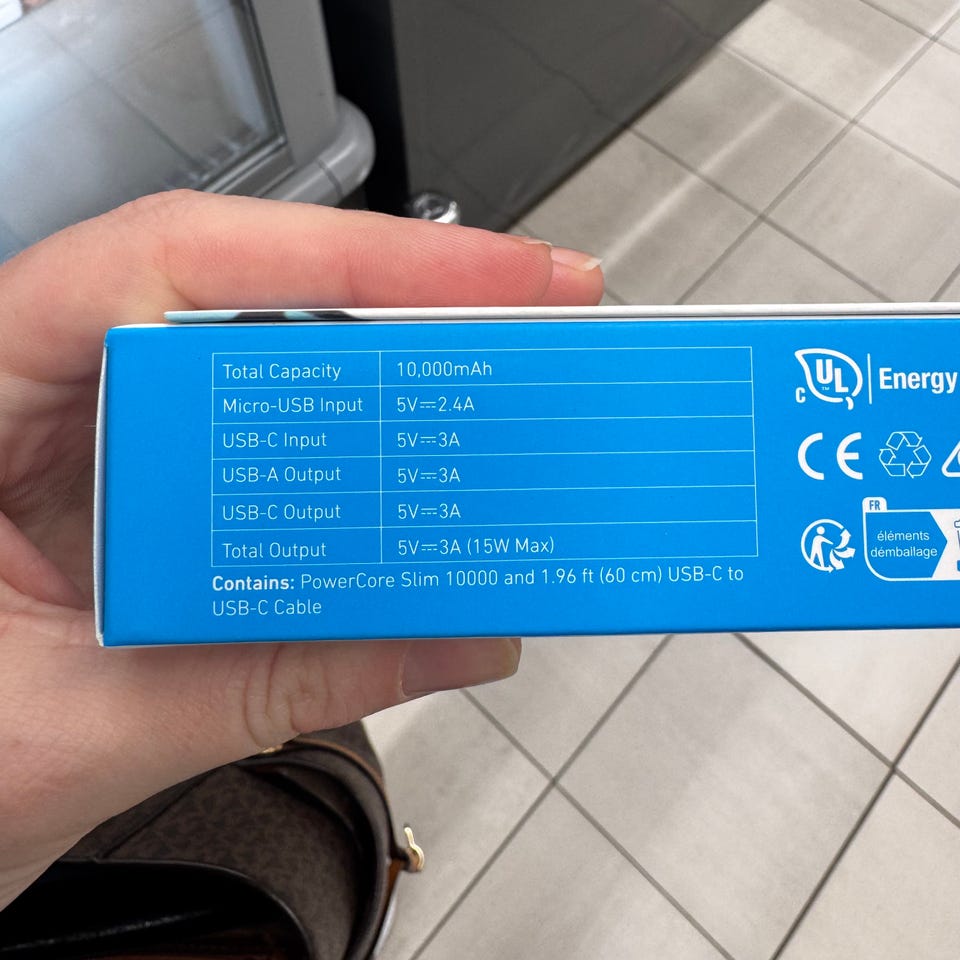 Total Capacity 10,000mAh
Micro-USB Input 5V⎓2.4A
USB-C Input 5V⎓3A
USB-A Output 5V⎓3A
USB-C Output 5V⎓3A
Total Output 5V⎓3A (15W Max)
Contains: PowerCore Slim 10000 and 1.96 ft (60 cm) USB-C to
USB-C Cable
C UL ™ Energy
CE
FR
éléments
d'emballage